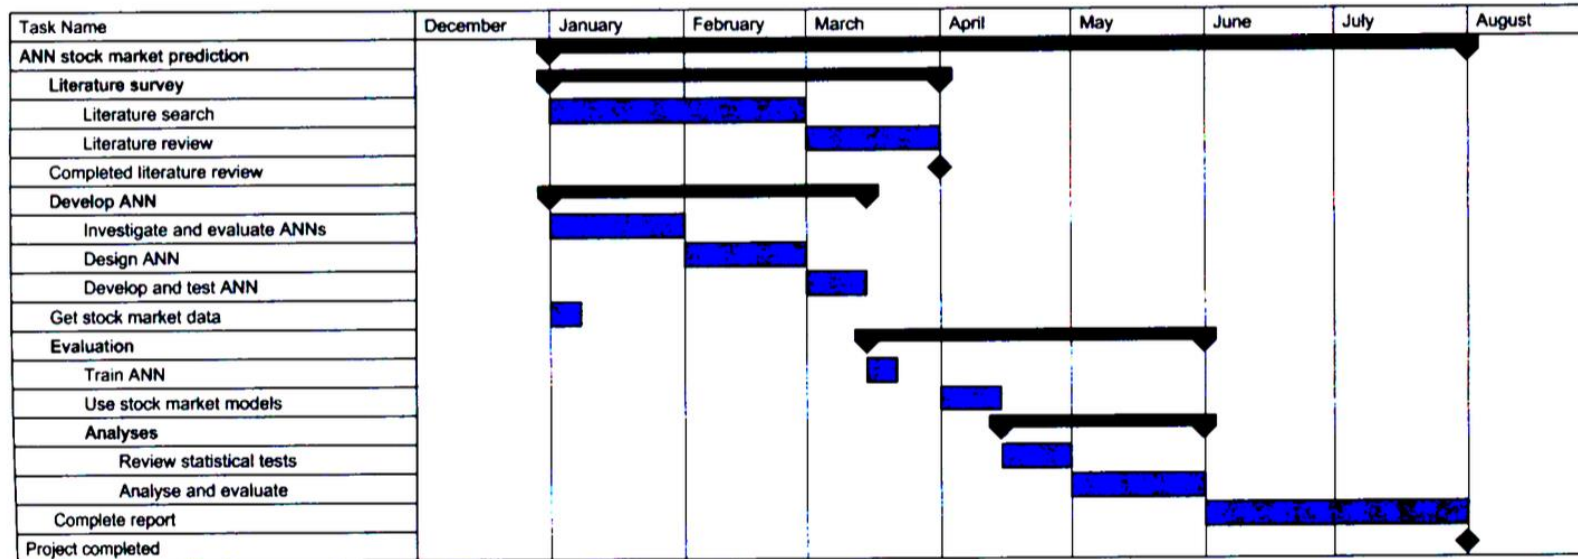 Task Name December January February March April May June July August
ANN stock market prediction
Literature survey
Literature search
Literature review
Completed literature review
Develop ANN
Investigate and evaluate ANNs
Design ANN
Develop and test ANN
Get stock market data
Evaluation
Train ANN
Use stock market models
Analyses
Review statistical tests
Analyse and evaluate
Complete report
Project completed